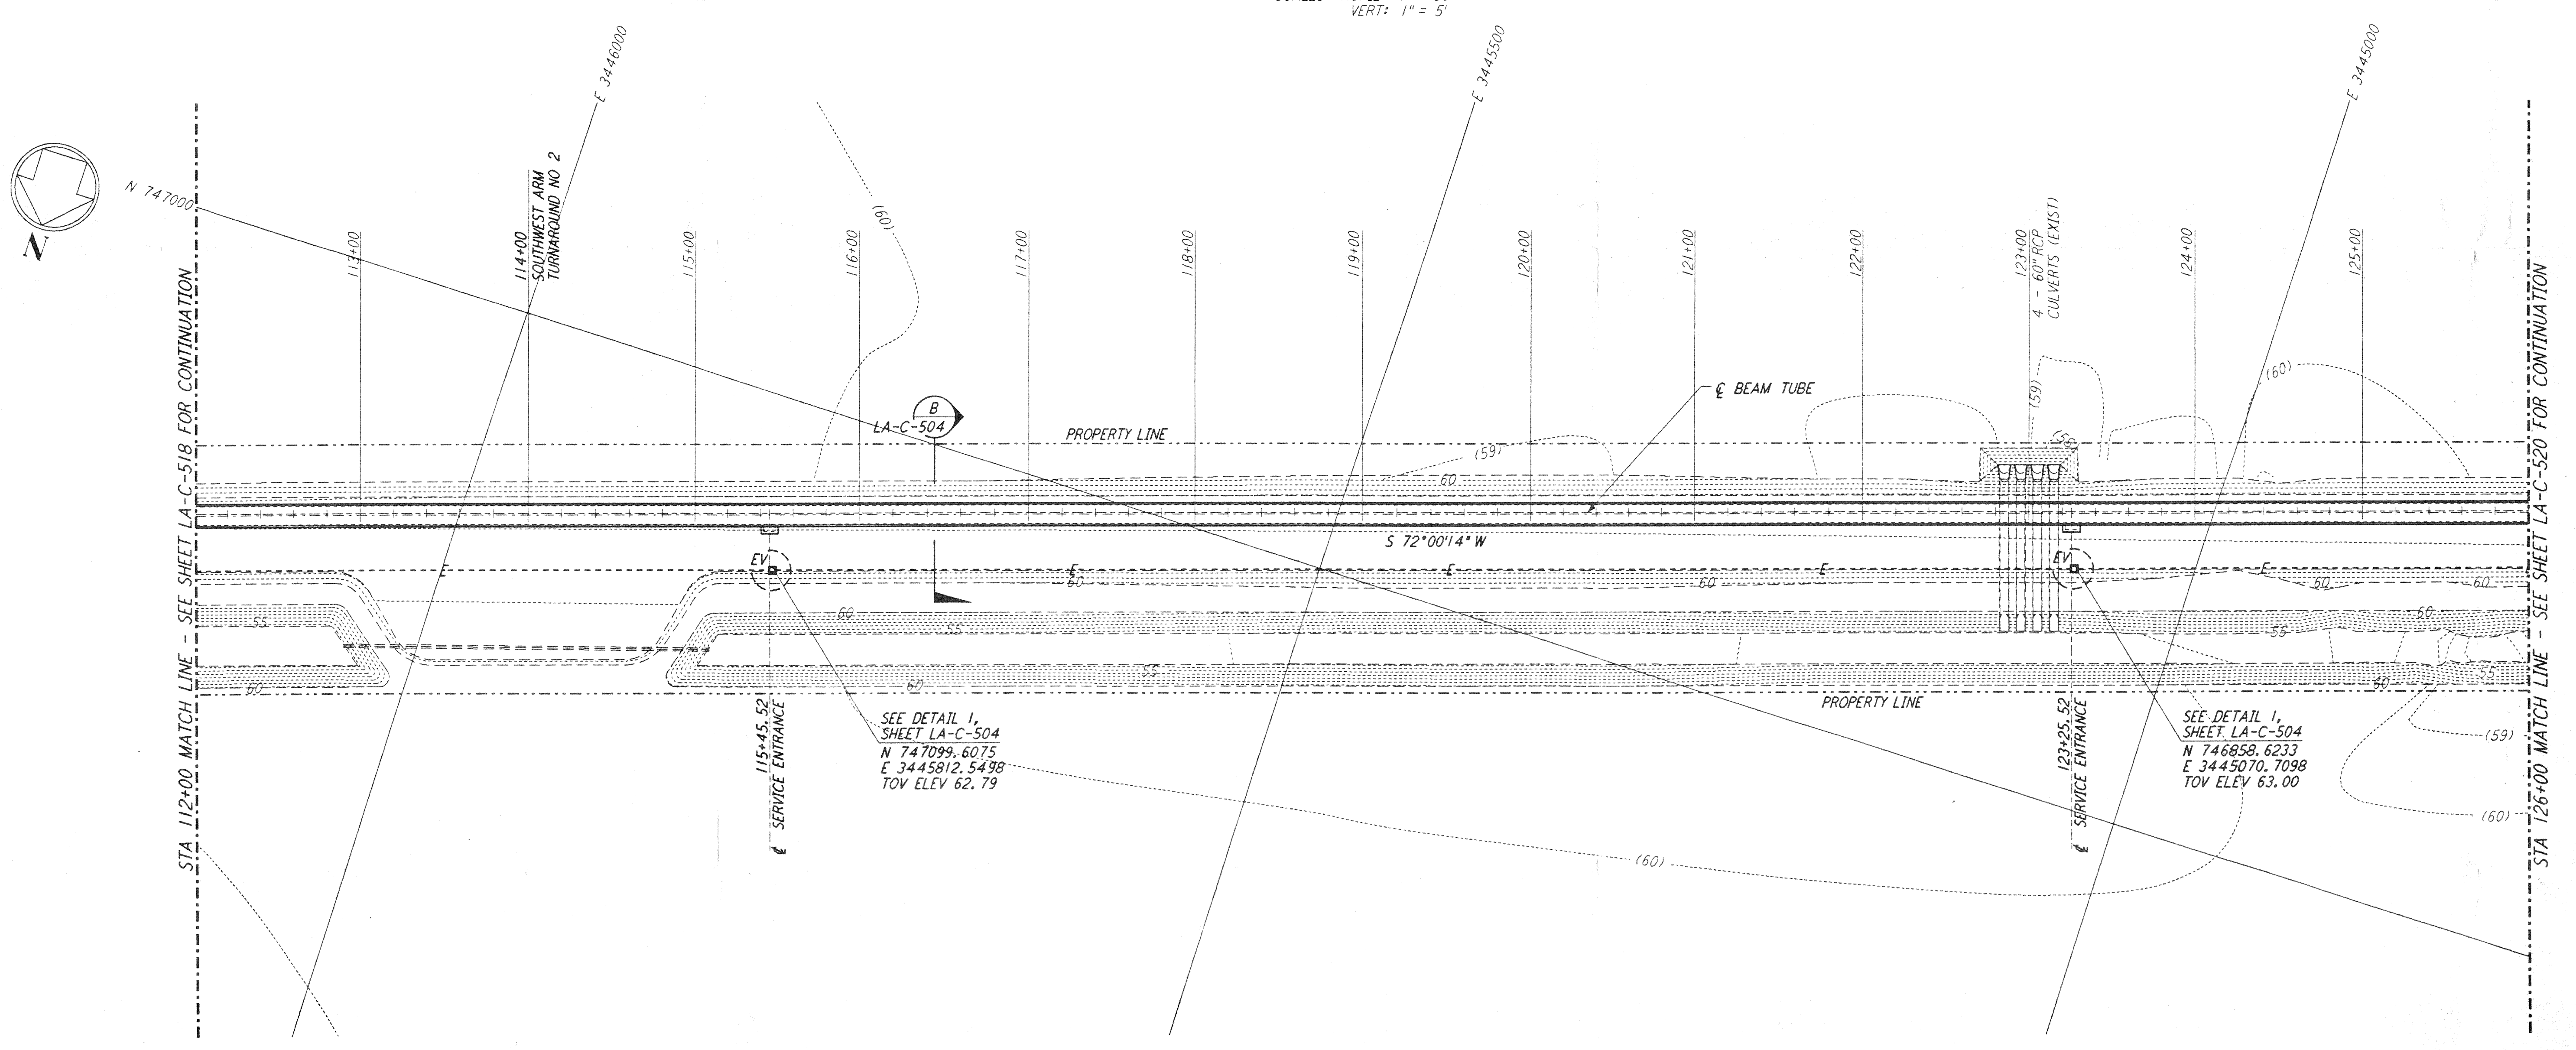 VERT: 1" = 5'
E 3446000
E 3445500
E 3445000
N 747000
N
SOUTHWEST ARM
TURNAROUND NO 2
113+00
114+00
115+00
116+00
117+00
118+00
119+00
120+00
121+00
122+00
123+00
4 - 60" RCP
CULVERTS (EXIST)
124+00
125+00
(60)
(59)
(60)
BEAM TUBE
B
LA-C-504
PROPERTY LINE
(59)
60
S 72°00'14" W
EV
EV
E
E
E
E
E
60
60
60
60
55
60
55
60
55
60
60
55
60
55
PROPERTY LINE
115+45.52
SERVICE ENTRANCE
SEE DETAIL 1,
SHEET LA-C-504
N 747099.6075
E 3445812.5498
TOV ELEV 62.79
123+25.52
SERVICE ENTRANCE
SEE DETAIL 1,
SHEET LA-C-504
N 746858.6233
E 3445070.7098
TOV ELEV 63.00
(59)
(60)
(60)
STA 112+00 MATCH LINE - SEE SHEET LA-C-518 FOR CONTINUATION
STA 126+00 MATCH LINE - SEE SHEET LA-C-520 FOR CONTINUATION